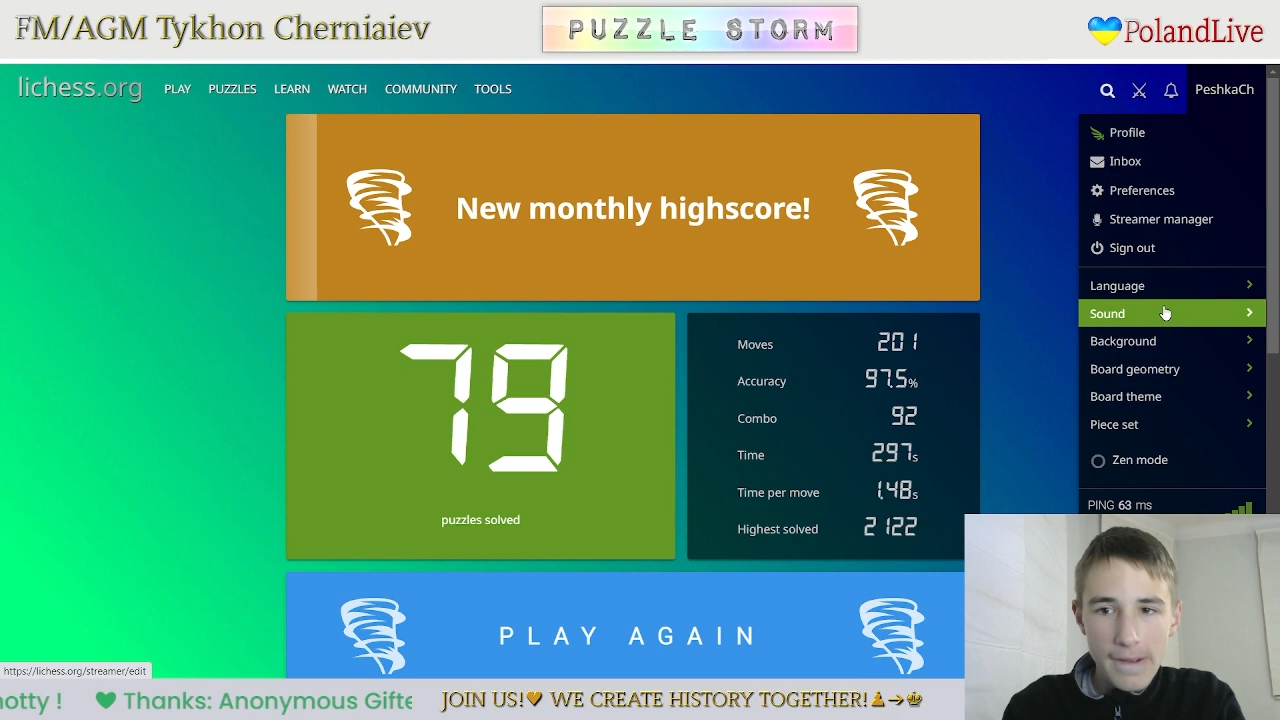 FM/AGM Tykhon Cherniaiev
PUZZLE STORM
PolandLive
lichess.org PLAY PUZZLES LEARN WATCH COMMUNITY TOOLS PeshkaCh
New monthly highscore!
79
puzzles solved
Moves 201
Accuracy 97.5%
Combo 92
Time 297s
Time per move 1.48s
Highest solved 2122
PLAY AGAIN
Profile
Inbox
Preferences
Streamer manager
Sign out
Language
Sound
Background
Board geometry
Board theme
Piece set
Zen mode
PING 63 ms
https://lichess.org/streamer/edit
notty ! Thanks: Anonymous Gifte
JOIN US!🧡 WE CREATE HISTORY TOGETHER!♟→♚